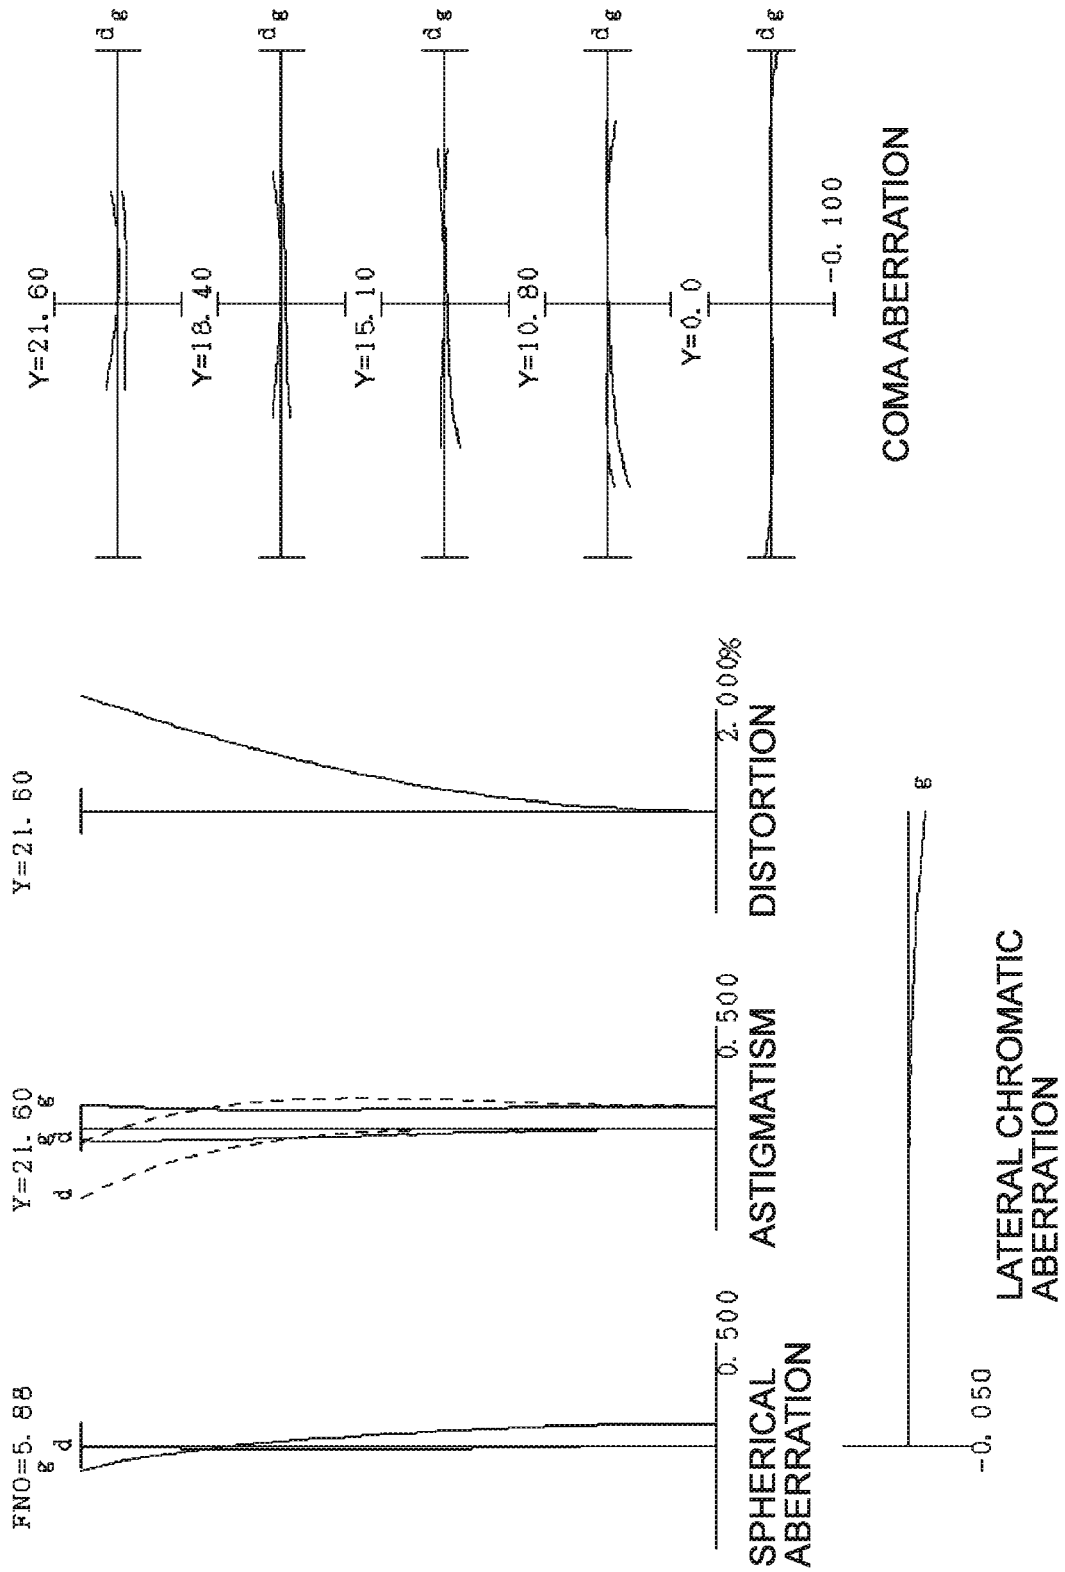 FNO=5. 88
g d
0. 500
SPHERICAL
ABERRATION
Y=21. 60
d g d g
0. 500
ASTIGMATISM
Y=21. 60
2. 000%
DISTORTION
g
-0. 050
LATERAL CHROMATIC
ABERRATION
Y=21. 60
d g
Y=18. 40
d g
Y=15. 10
d g
Y=10. 80
d g
Y=0. 0
d g
-0. 100
COMA ABERRATION